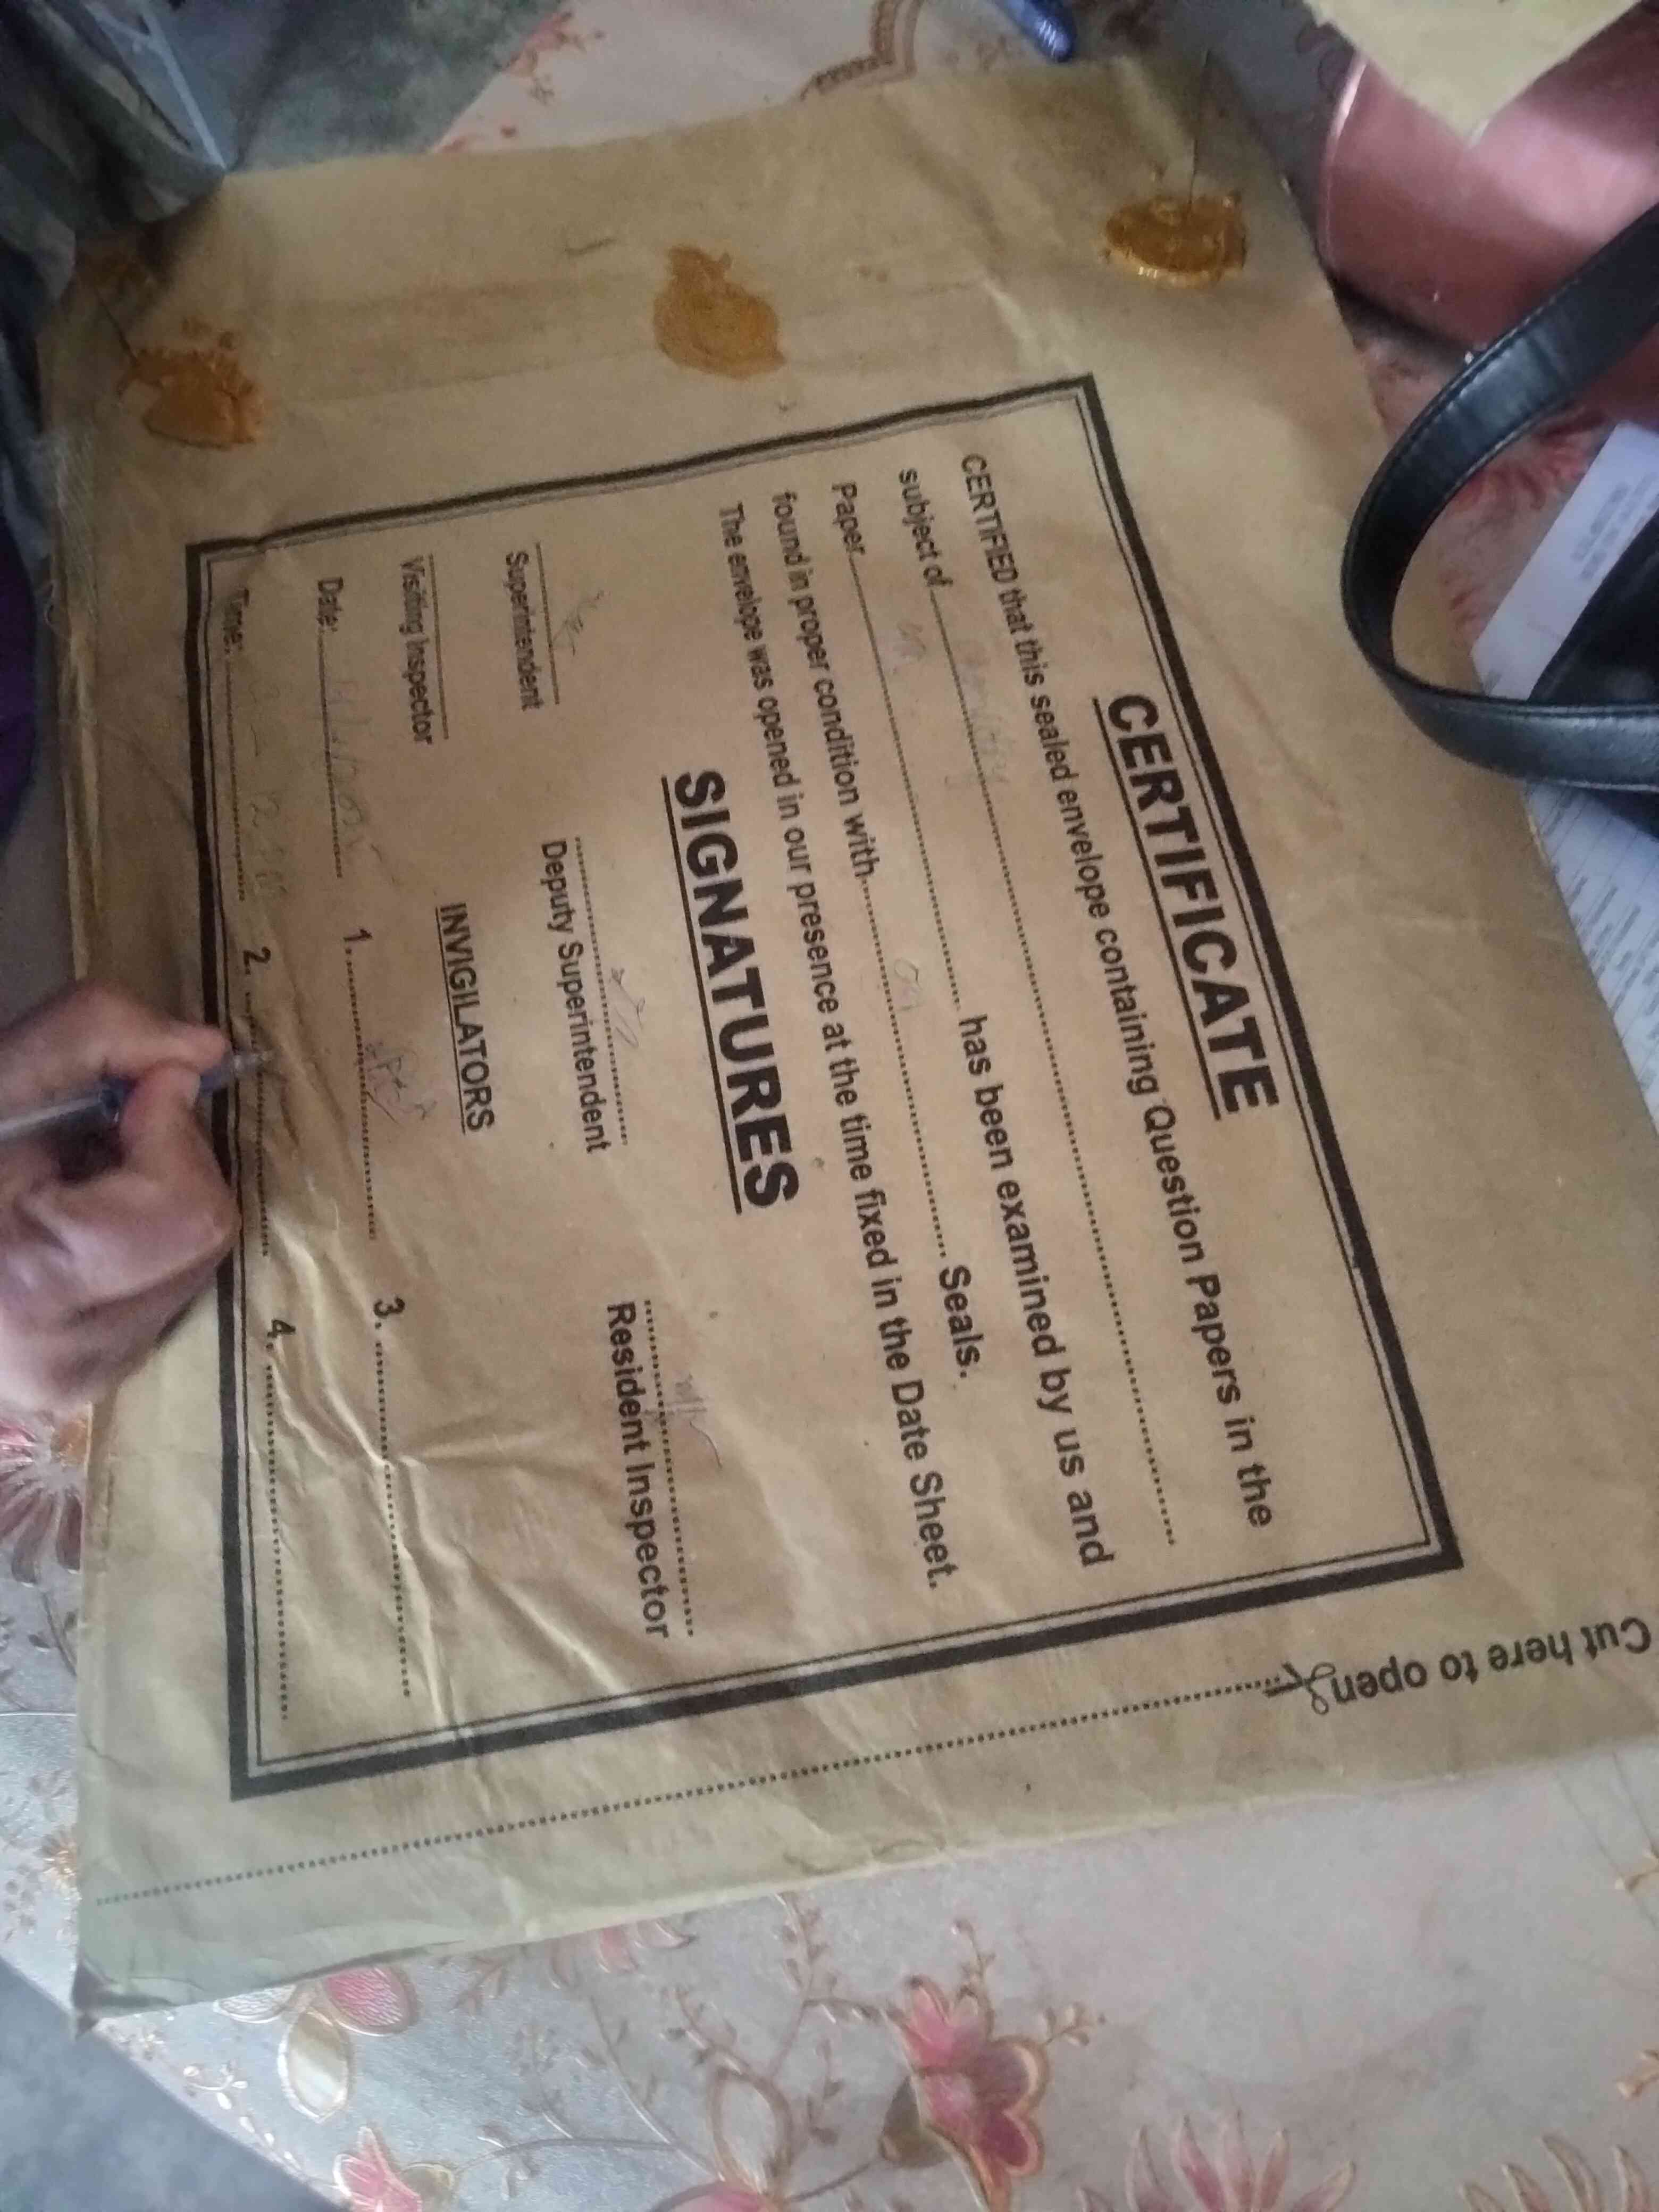 Cut here to open
CERTIFICATE
CERTIFIED that this sealed envelope containing Question Papers in the
subject of
Paper has been examined by us and
found in proper condition with Seals.
The envelope was opened in our presence at the time fixed in the Date Sheet.
SIGNATURES
Superintendent Deputy Superintendent Resident Inspector
Visiting Inspector INVIGILATORS
Date: 1. 3.
Time: 2. 4.